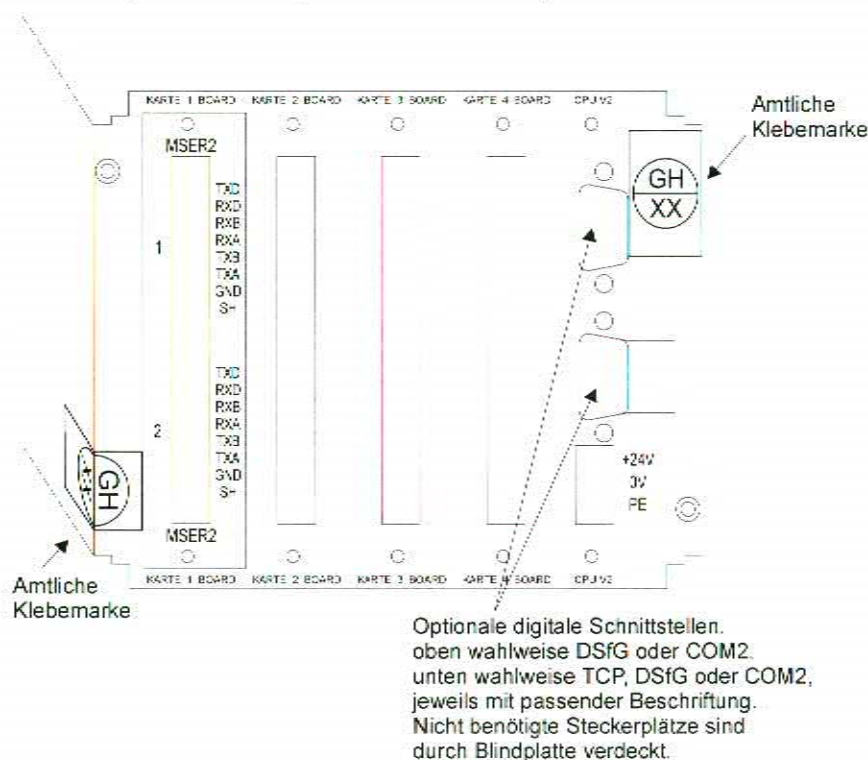 KARTE 1 BOARD KARTE 2 BOARD KARTE 3 BOARD KARTE 4 BOARD CPU V2
Amtliche
Klebemarke
MSER2
GH
XX
1
TXD
RXD
RXB
RXA
TXB
TXA
GND
SH
2
TXD
RXD
RXB
RXA
TXB
TXA
GND
SH
GH
+24V
0V
PE
MSER2
KARTE 1 BOARD KARTE 2 BOARD KARTE 3 BOARD KARTE 4 BOARD CPU V2
Amtliche
Klebemarke
Optionale digitale Schnittstellen.
oben wahlweise DSfG oder COM2.
unten wahlweise TCP, DSfG oder COM2,
jeweils mit passender Beschriftung.
Nicht benötigte Steckerplätze sind
durch Blindplatte verdeckt.